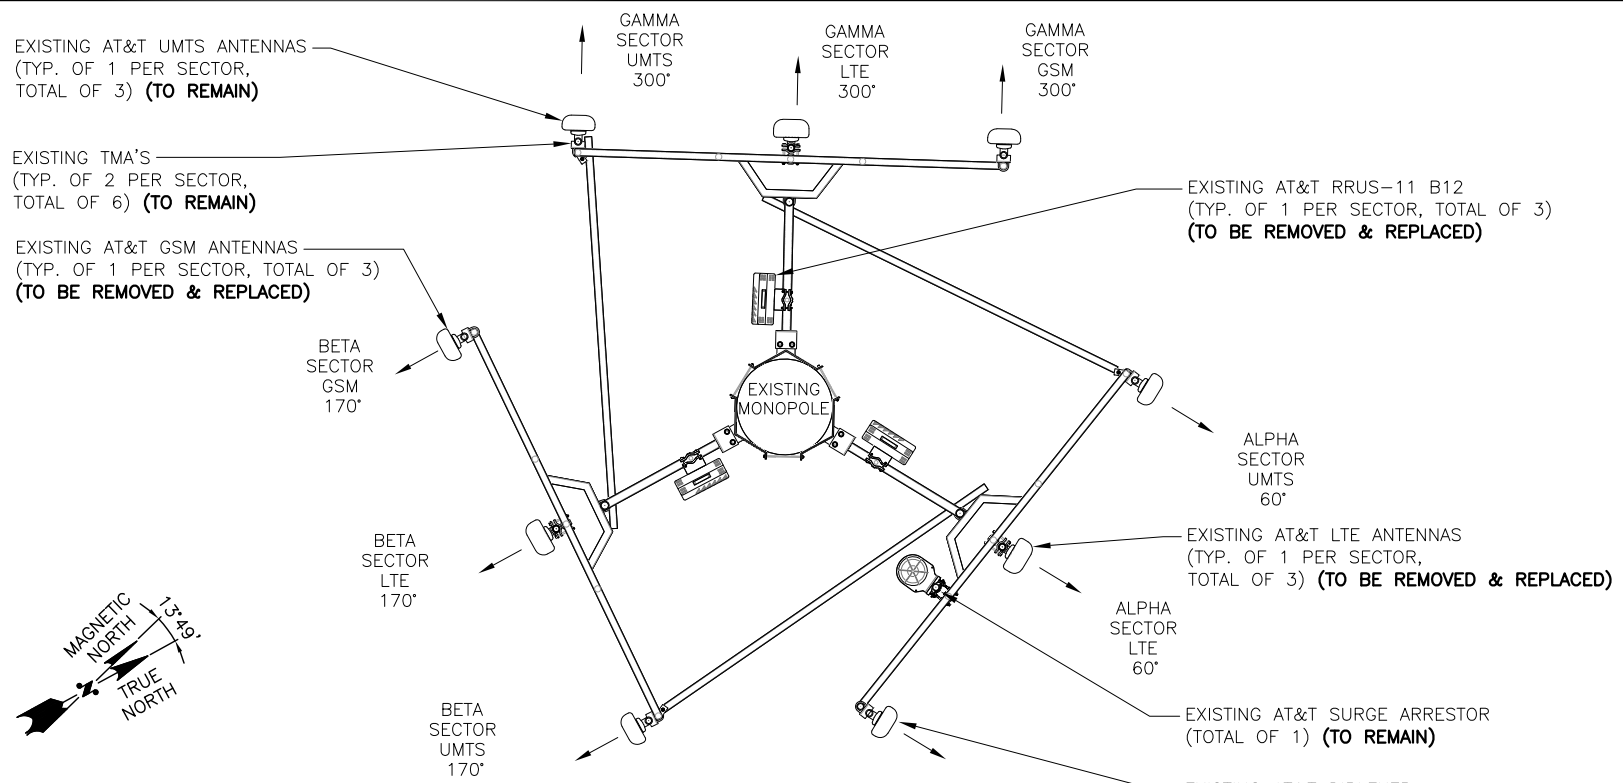 EXISTING AT&T UMTS ANTENNAS
(TYP. OF 1 PER SECTOR,
TOTAL OF 3) (TO REMAIN)
EXISTING TMA'S
(TYP. OF 2 PER SECTOR,
TOTAL OF 6) (TO REMAIN)
EXISTING AT&T GSM ANTENNAS
(TYP. OF 1 PER SECTOR, TOTAL OF 3)
(TO BE REMOVED & REPLACED)
GAMMA
SECTOR
UMTS
300°
GAMMA
SECTOR
LTE
300°
GAMMA
SECTOR
GSM
300°
EXISTING AT&T RRUS-11 B12
(TYP. OF 1 PER SECTOR, TOTAL OF 3)
(TO BE REMOVED & REPLACED)
BETA
SECTOR
GSM
170°
EXISTING
MONOPOLE
ALPHA
SECTOR
UMTS
60°
BETA
SECTOR
LTE
170°
EXISTING AT&T LTE ANTENNAS
(TYP. OF 1 PER SECTOR,
TOTAL OF 3) (TO BE REMOVED & REPLACED)
ALPHA
SECTOR
LTE
60°
MAGNETIC
NORTH
13°49'
N
TRUE
NORTH
BETA
SECTOR
UMTS
170°
EXISTING AT&T SURGE ARRESTOR
(TOTAL OF 1) (TO REMAIN)